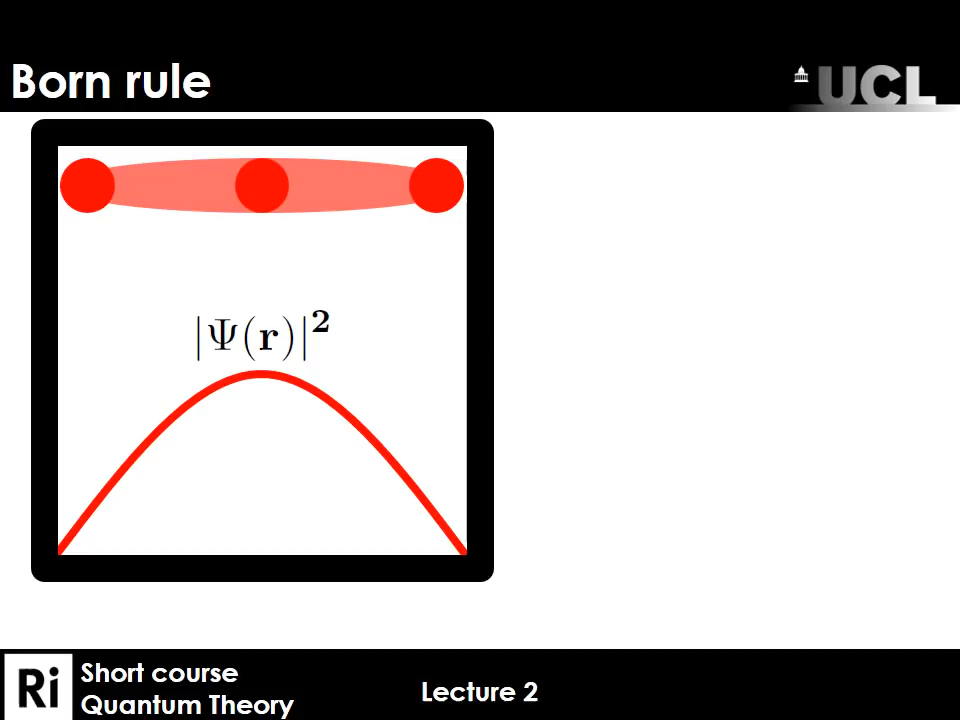 Born rule
UCL
|Ψ(r)|²
Ri
Short course
Quantum Theory
Lecture 2